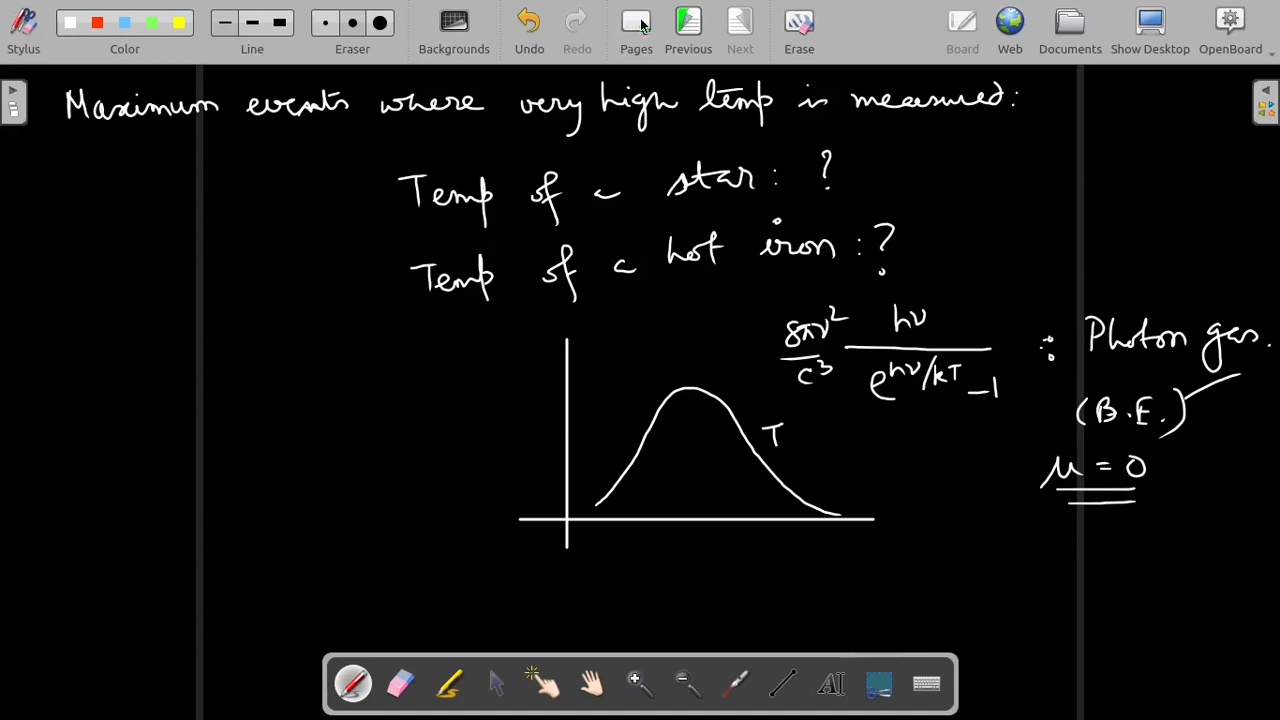 Stylus Color Line Eraser Backgrounds Undo Redo Pages Previous Next Erase Board Web Documents Show Desktop OpenBoard
Maximum events where very high temp is measured:
Temp of a star: ?
Temp of a hot iron: ?
8πν²/c³ hν/(e^{hν/kT} -1) : Photon gas.
(B.E.)
μ = 0
T